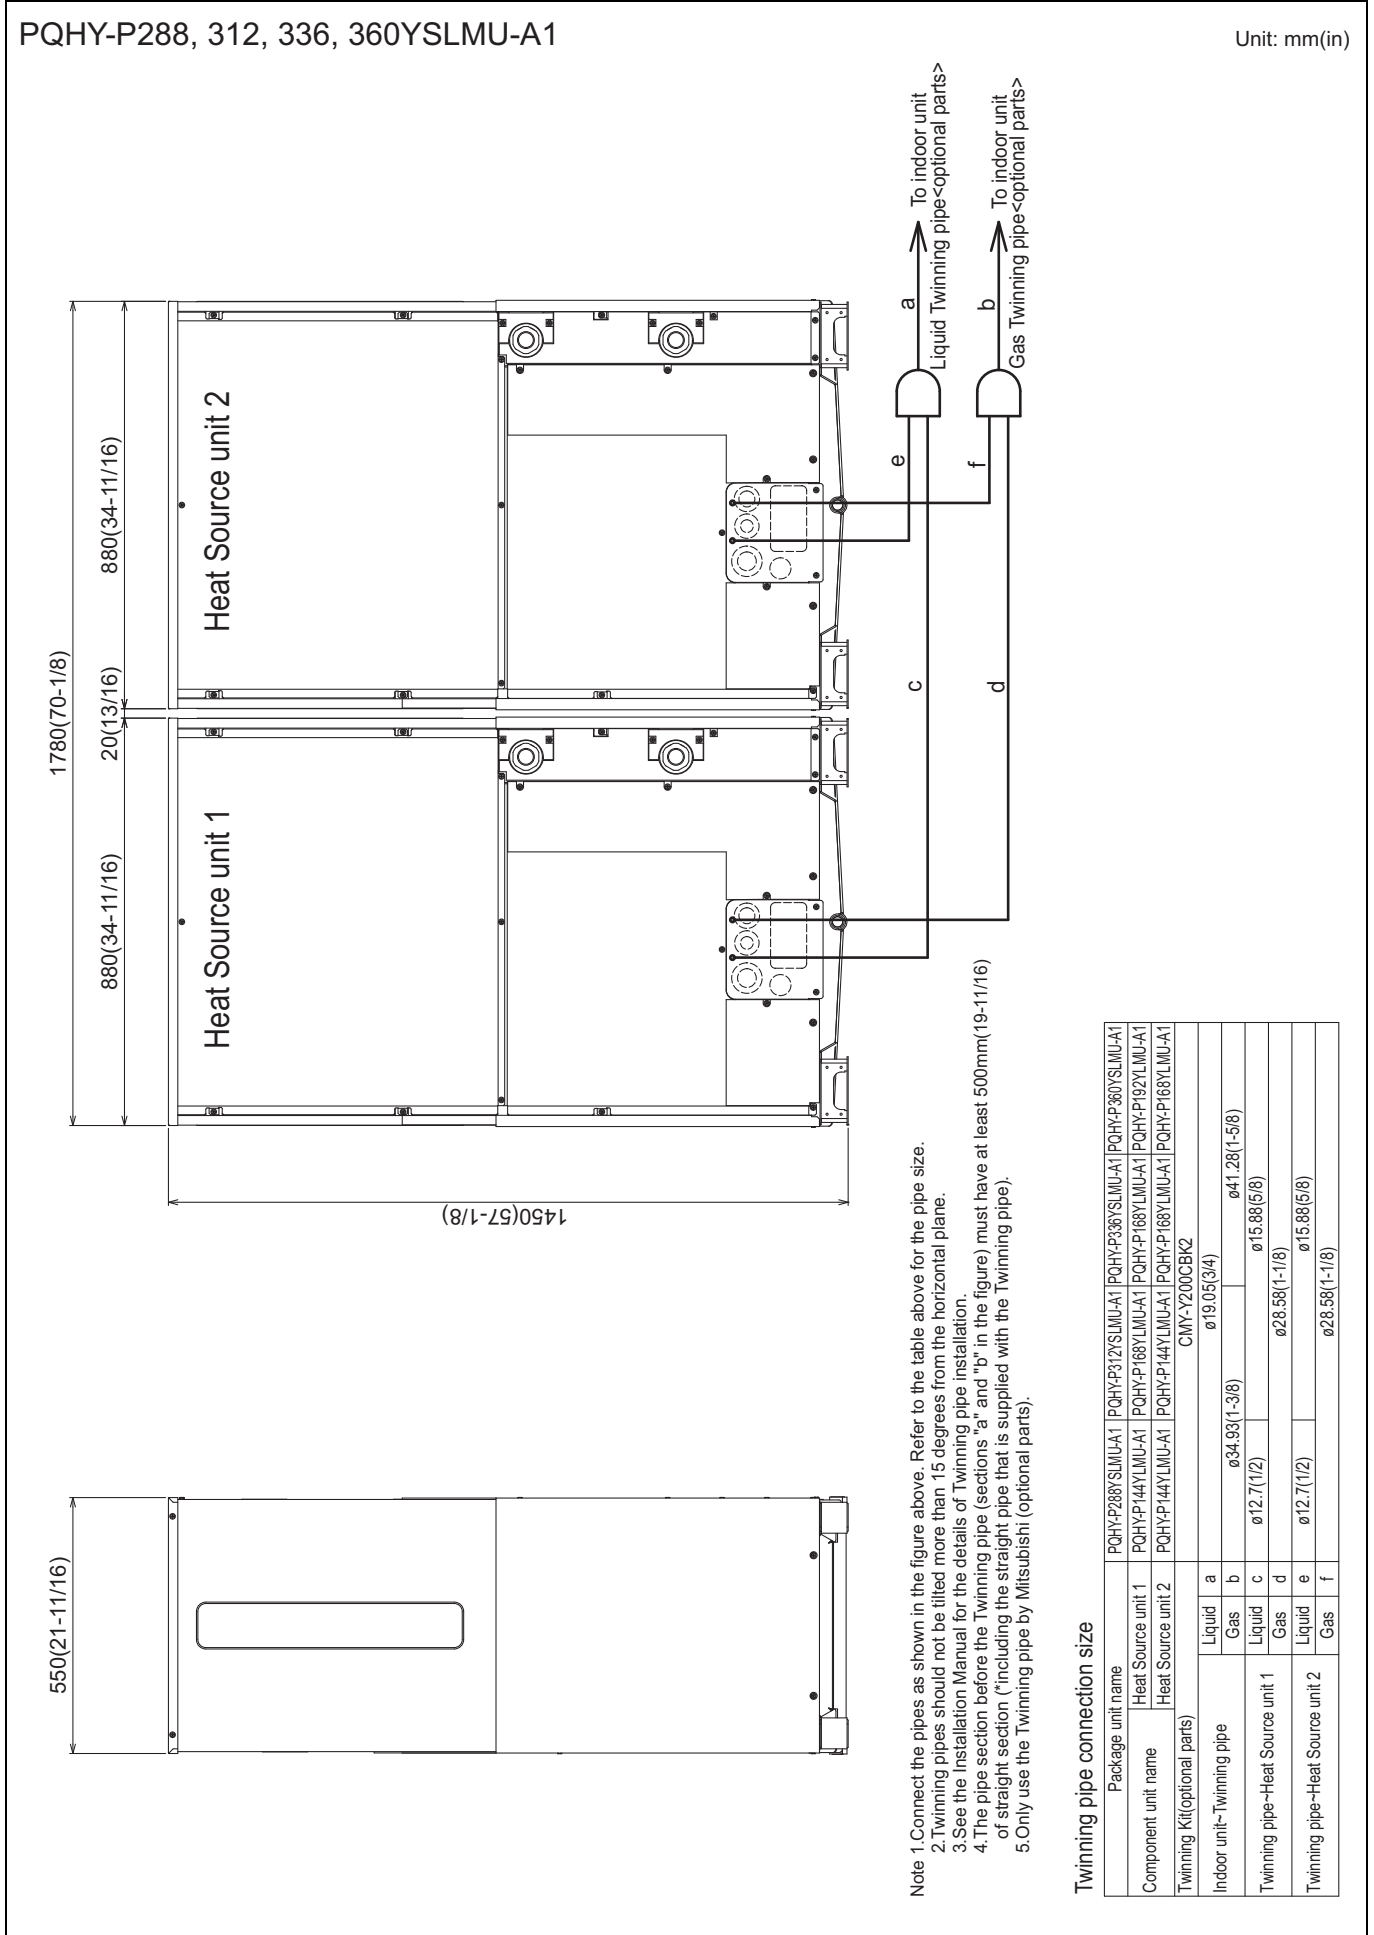 PQHY-P288, 312, 336, 360YSLMU-A1
Unit: mm(in)
550(21-11/16)
1450(57-1/8)
1780(70-1/8)
880(34-11/16)
20(13/16)
880(34-11/16)
Heat Source unit 1
Heat Source unit 2
c
e
a
To indoor unit
Liquid Twinning pipe<optional parts>
d
f
b
To indoor unit
Gas Twinning pipe<optional parts>
Note 1.Connect the pipes as shown in the figure above. Refer to the table above for the pipe size.
2.Twinning pipes should not be tilted more than 15 degrees from the horizontal plane.
3.See the Installation Manual for the details of Twinning pipe installation.
4.The pipe section before the Twinning pipe (sections "a" and "b" in the figure) must have at least 500mm(19-11/16)
of straight section (*including the straight pipe that is supplied with the Twinning pipe).
5.Only use the Twinning pipe by Mitsubishi (optional parts).
Twinning pipe connection size
Package unit name PQHY-P288YSLMU-A1 PQHY-P312YSLMU-A1 PQHY-P336YSLMU-A1 PQHY-P360YSLMU-A1
Component unit name Heat Source unit 1 PQHY-P144YLMU-A1 PQHY-P168YLMU-A1 PQHY-P168YLMU-A1 PQHY-P192YLMU-A1
Heat Source unit 2 PQHY-P144YLMU-A1 PQHY-P144YLMU-A1 PQHY-P168YLMU-A1 PQHY-P168YLMU-A1
Twinning Kit(optional parts) CMY-Y200CBK2
Indoor unit~Twinning pipe Liquid a ø19.05(3/4)
Gas b ø34.93(1-3/8) ø41.28(1-5/8)
Twinning pipe~Heat Source unit 1 Liquid c ø12.7(1/2) ø15.88(5/8)
Gas d ø28.58(1-1/8)
Twinning pipe~Heat Source unit 2 Liquid e ø12.7(1/2) ø15.88(5/8)
Gas f ø28.58(1-1/8)